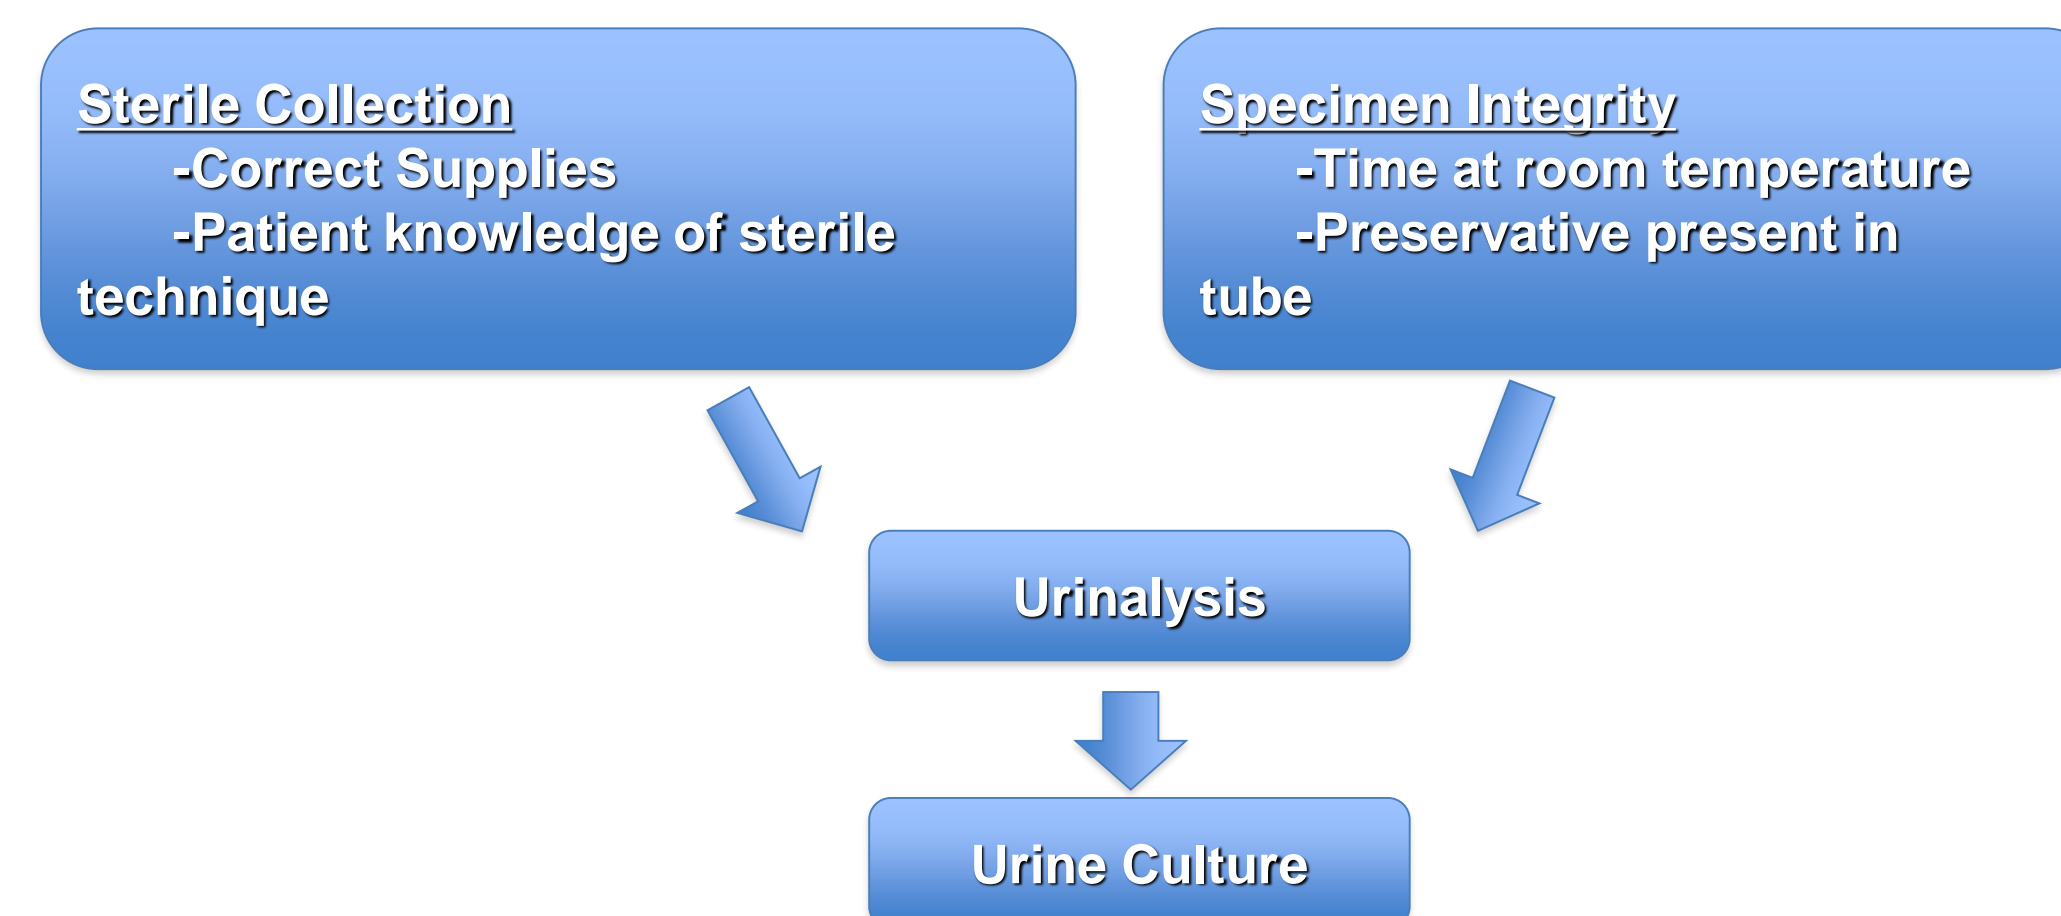 Sterile Collection
-Correct Supplies
-Patient knowledge of sterile
technique
Specimen Integrity
-Time at room temperature
-Preservative present in
tube
Urinalysis
Urine Culture